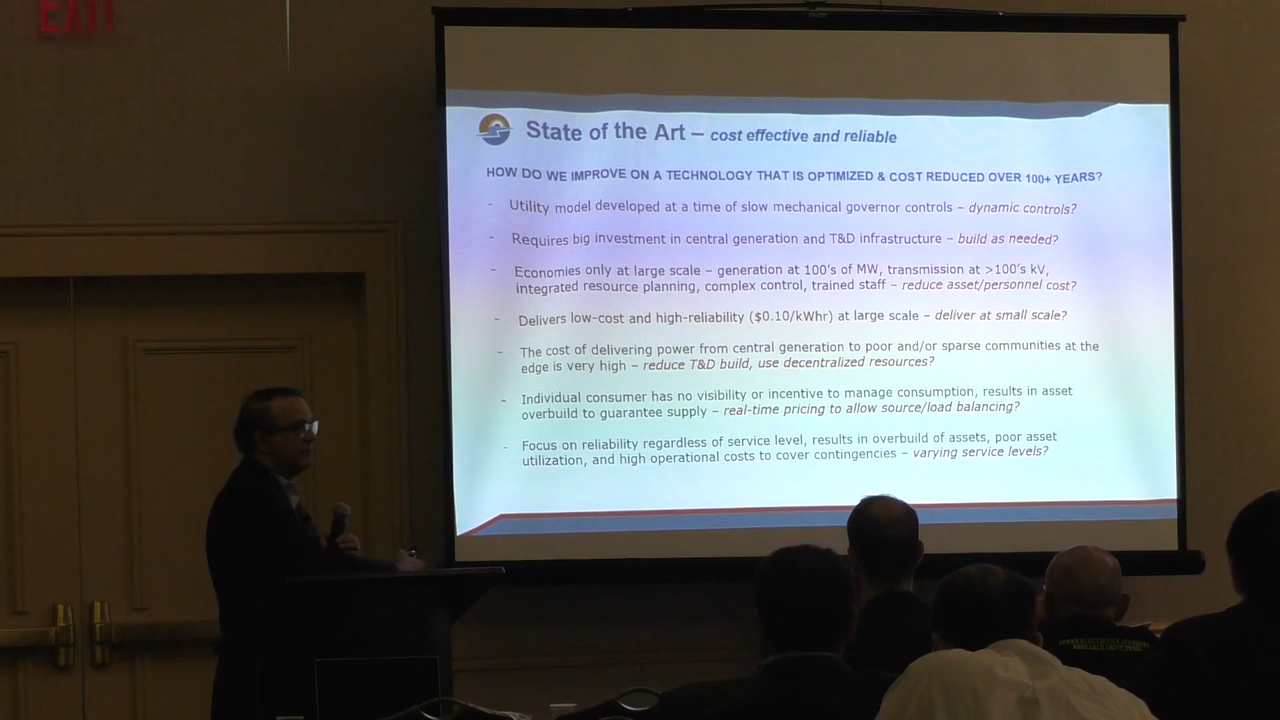 EXIT
State of the Art – cost effective and reliable
HOW DO WE IMPROVE ON A TECHNOLOGY THAT IS OPTIMIZED & COST REDUCED OVER 100+ YEARS?
- Utility model developed at a time of slow mechanical governor controls – dynamic controls?
- Requires big investment in central generation and T&D infrastructure – build as needed?
- Economies only at large scale – generation at 100's of MW, transmission at >100's kV,
integrated resource planning, complex control, trained staff – reduce asset/personnel cost?
- Delivers low-cost and high-reliability ($0.10/kWhr) at large scale – deliver at small scale?
- The cost of delivering power from central generation to poor and/or sparse communities at the
edge is very high – reduce T&D build, use decentralized resources?
- Individual consumer has no visibility or incentive to manage consumption, results in asset
overbuild to guarantee supply – real-time pricing to allow source/load balancing?
- Focus on reliability regardless of service level, results in overbuild of assets, poor asset
utilization, and high operational costs to cover contingencies – varying service levels?
POWER ELECTRONICS
RESEARCH